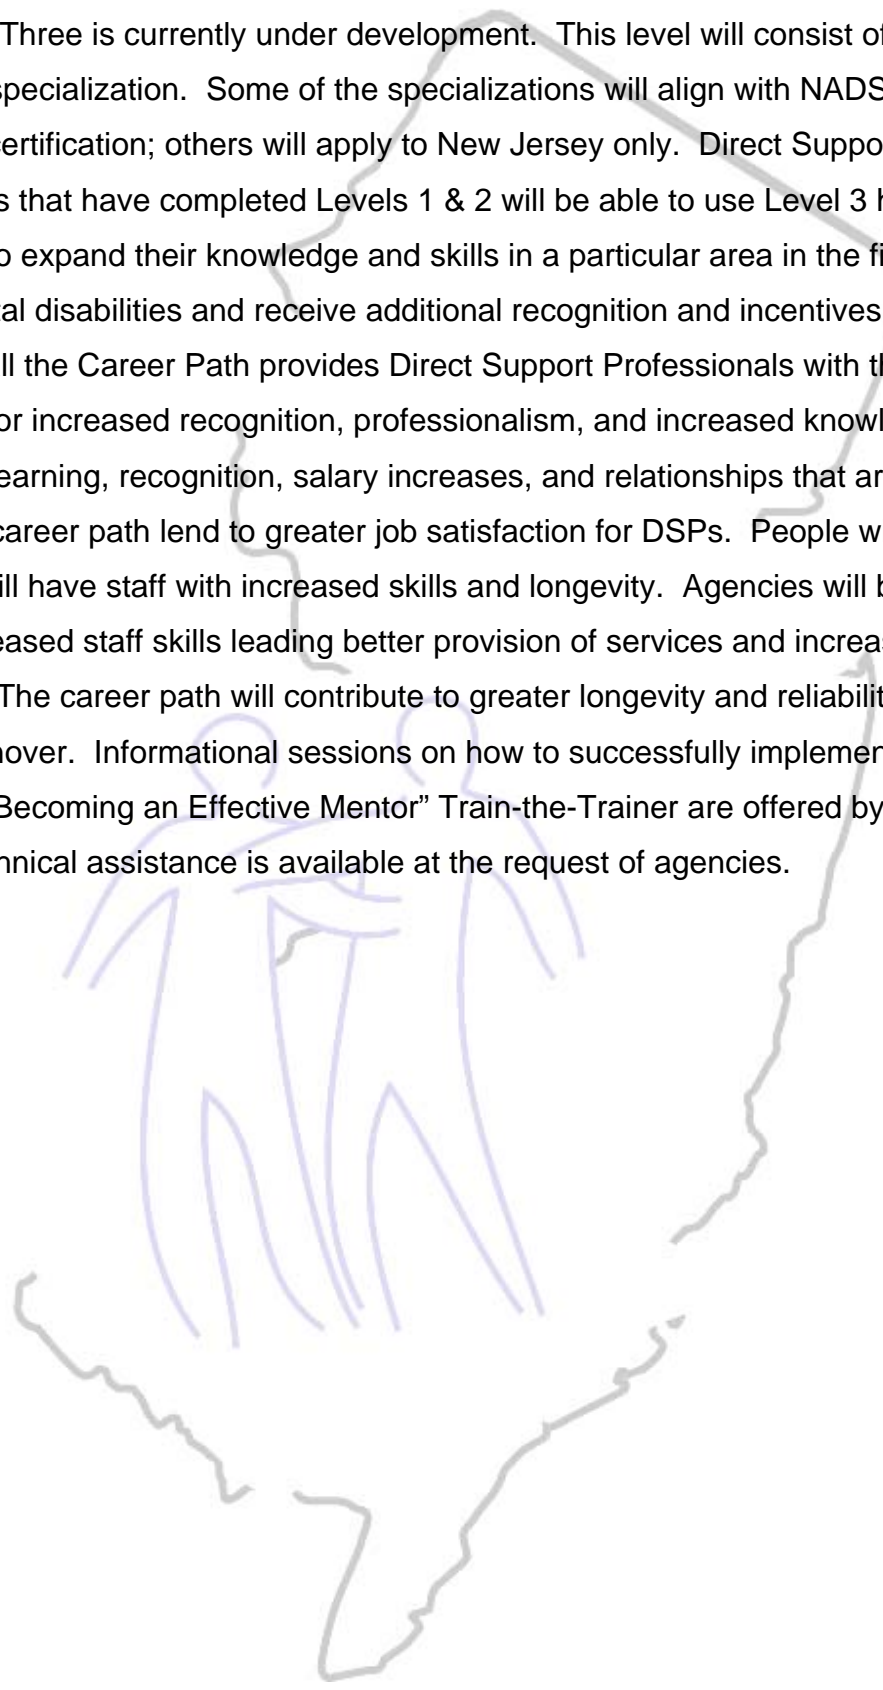 Three is currently under development. This level will consist of
specialization. Some of the specializations will align with NADS
certification; others will apply to New Jersey only. Direct Suppo
s that have completed Levels 1 & 2 will be able to use Level 3 h
o expand their knowledge and skills in a particular area in the fi
tal disabilities and receive additional recognition and incentives
ll the Career Path provides Direct Support Professionals with th
or increased recognition, professionalism, and increased knowl
earning, recognition, salary increases, and relationships that ar
career path lend to greater job satisfaction for DSPs. People w
ill have staff with increased skills and longevity. Agencies will b
eased staff skills leading better provision of services and increas
The career path will contribute to greater longevity and reliabilit
nover. Informational sessions on how to successfully implemen
Becoming an Effective Mentor” Train-the-Trainer are offered by
hnical assistance is available at the request of agencies.